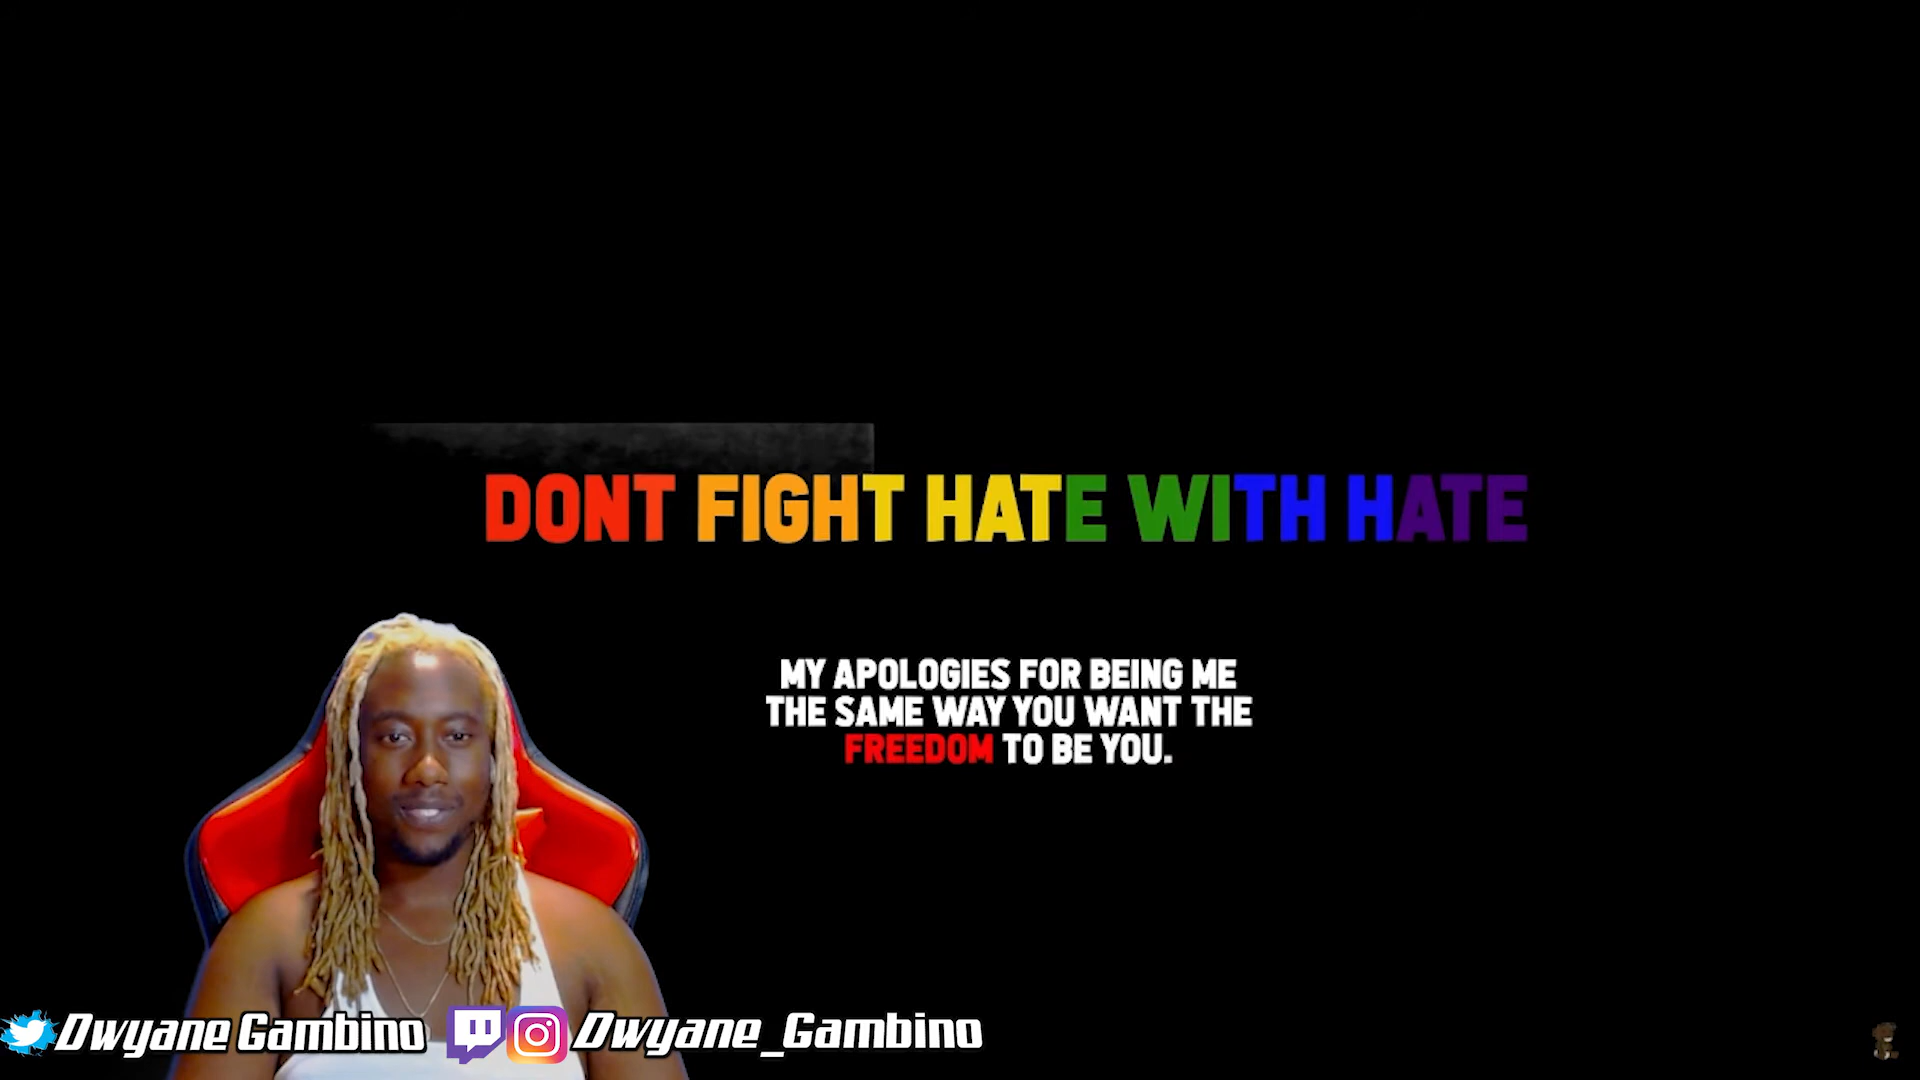 DONT FIGHT HATE WITH HATE
MY APOLOGIES FOR BEING ME
THE SAME WAY YOU WANT THE
FREEDOM TO BE YOU.
Dwyane Gambino
Dwyane_Gambino